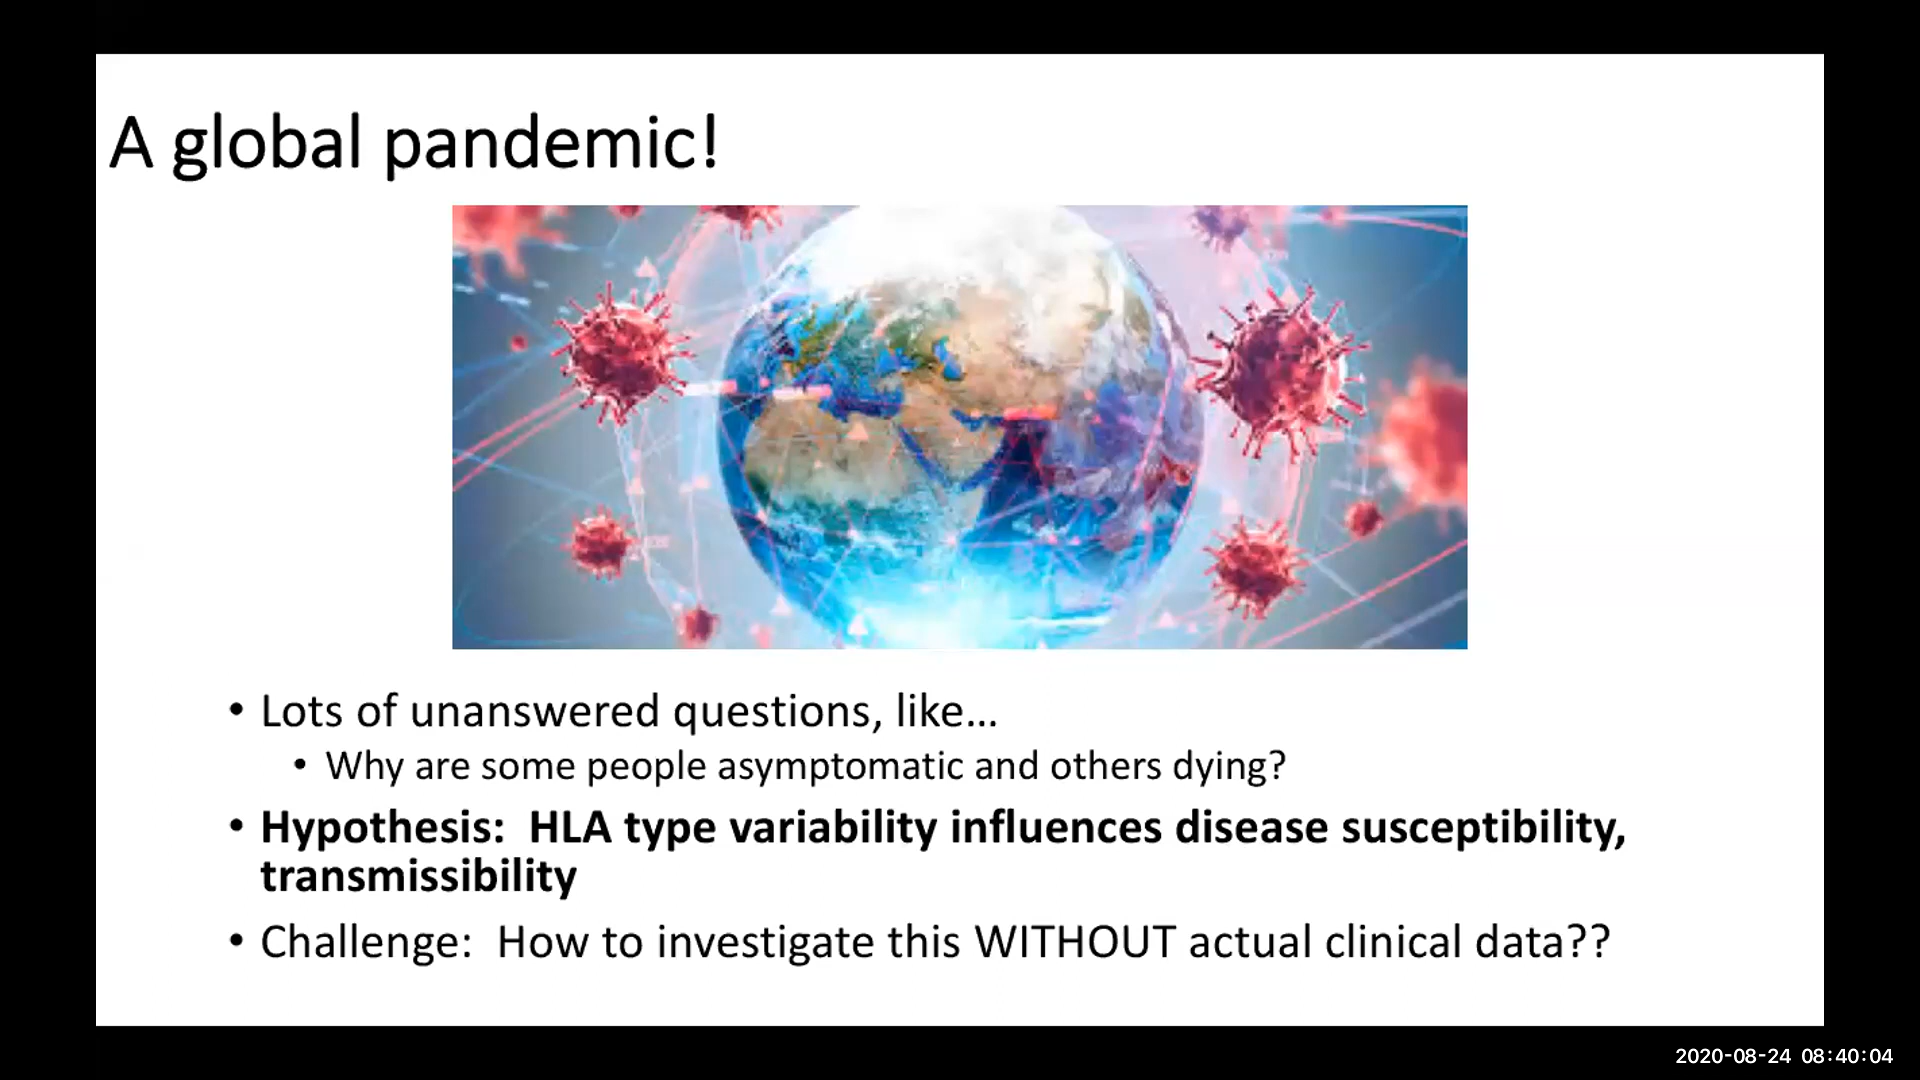 A global pandemic!
• Lots of unanswered questions, like…
• Why are some people asymptomatic and others dying?
• Hypothesis:  HLA type variability influences disease susceptibility,
transmissibility
• Challenge:  How to investigate this WITHOUT actual clinical data??
2020-08-24 08:40:04